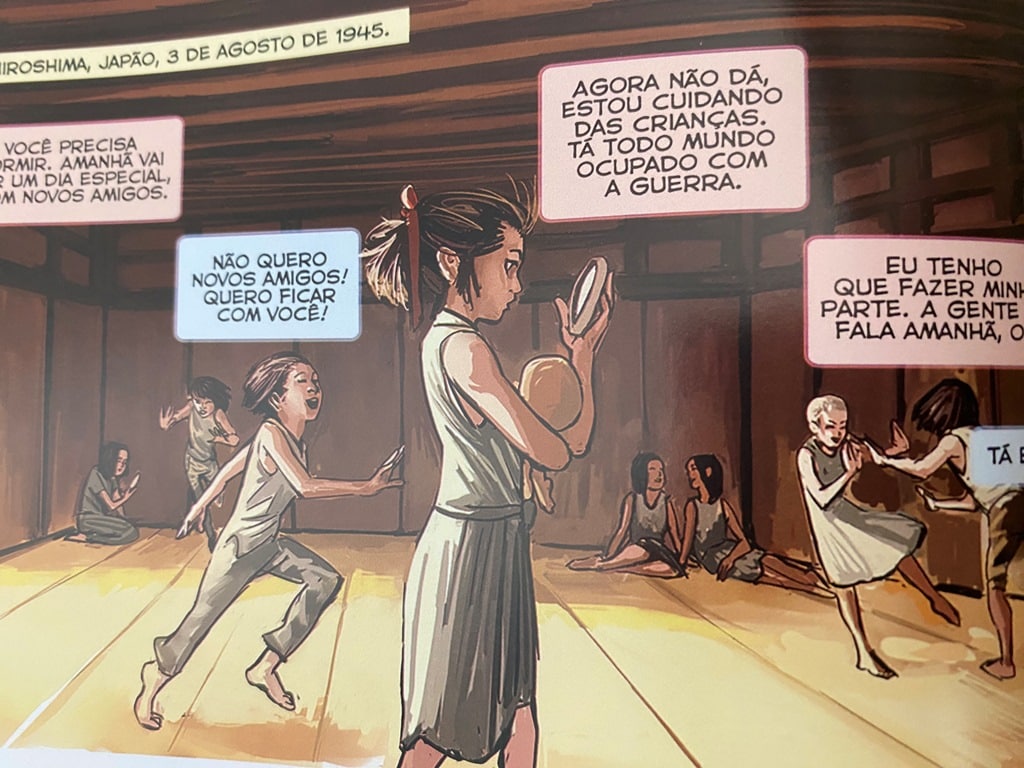 HIROSHIMA, JAPÃO, 3 DE AGOSTO DE 1945.
VOCÊ PRECISA
AMANHÃ VAI
UM DIA ESPECIAL,
NOVOS AMIGOS.
NÃO QUERO
NOVOS AMIGOS!
QUERO FICAR
COM VOCÊ!
AGORA NÃO DÁ,
ESTOU CUIDANDO
DAS CRIANÇAS.
TÁ TODO MUNDO
OCUPADO COM
A GUERRA.
EU TENHO
QUE FAZER
PARTE. A GENTE
FALA AMANHÃ,
TÁ